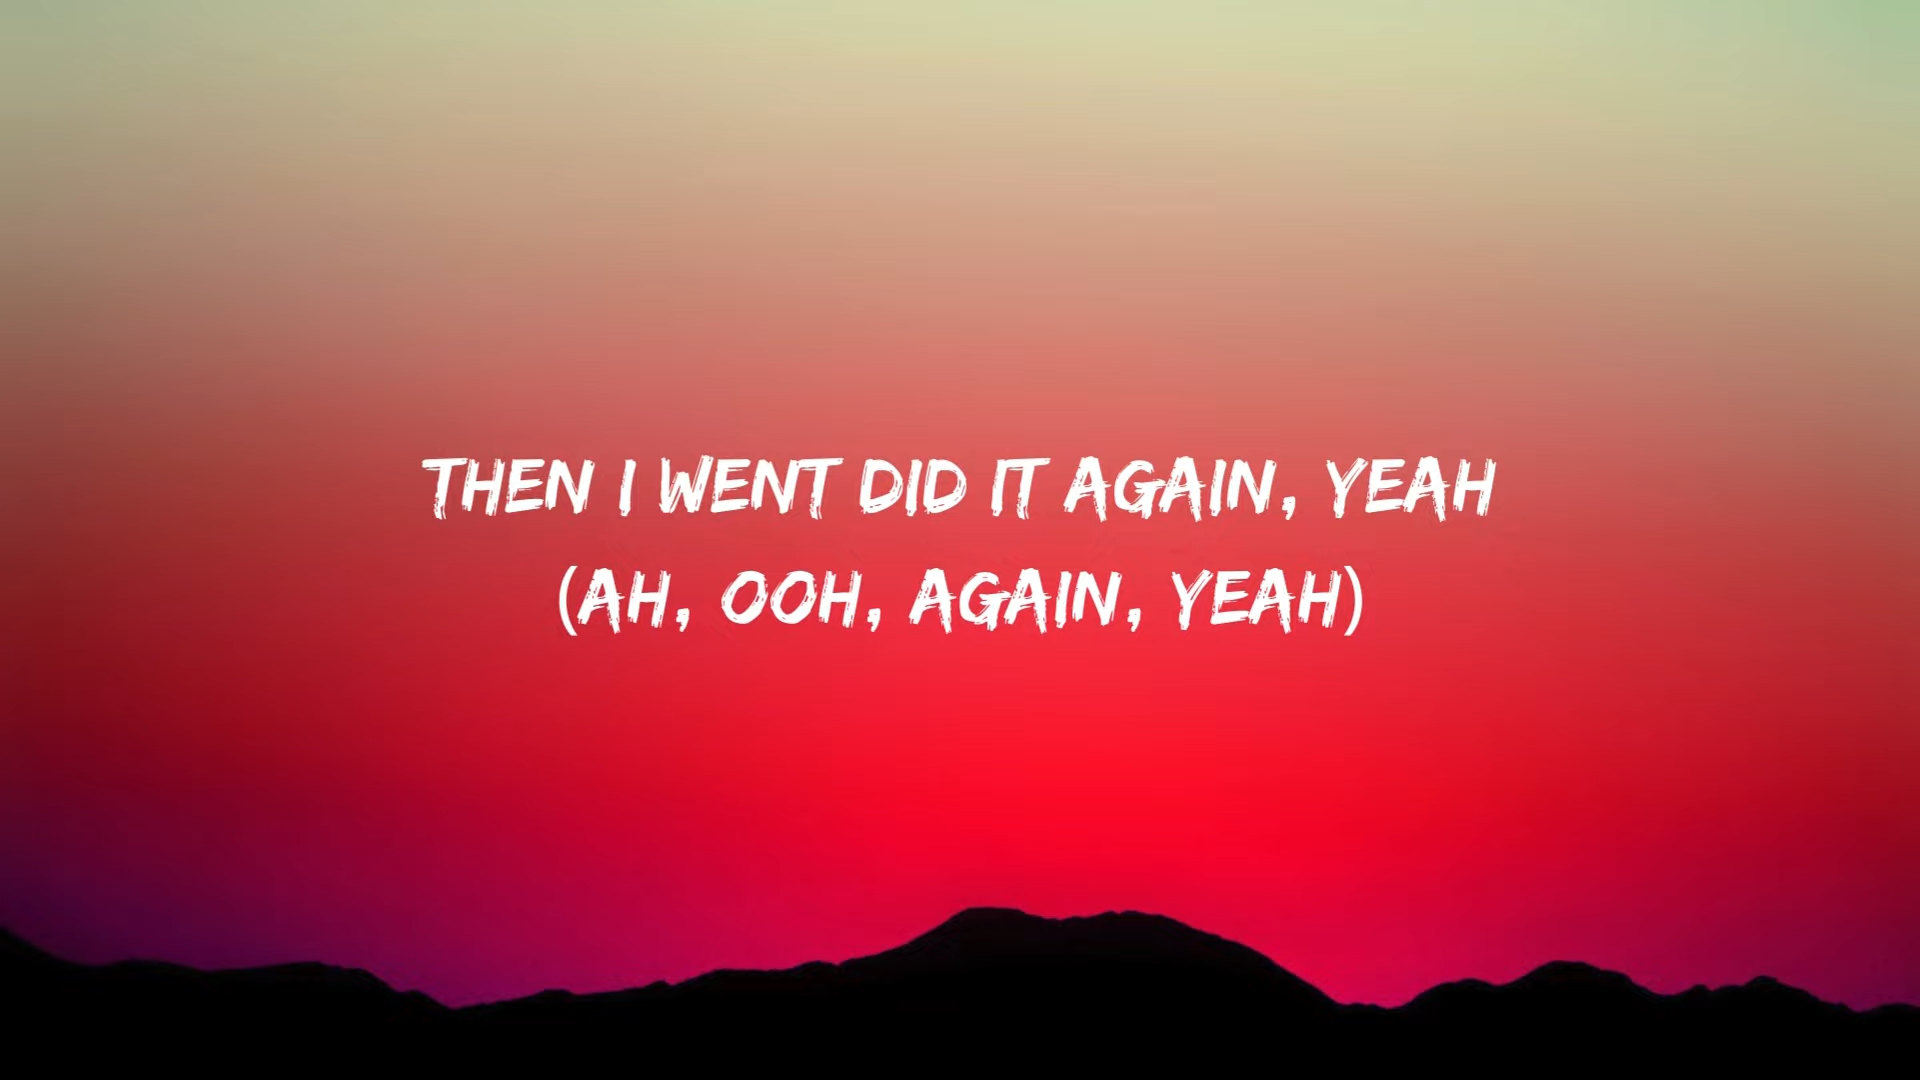 THEN I WENT DID IT AGAIN, YEAH
(AH, OOH, AGAIN, YEAH)